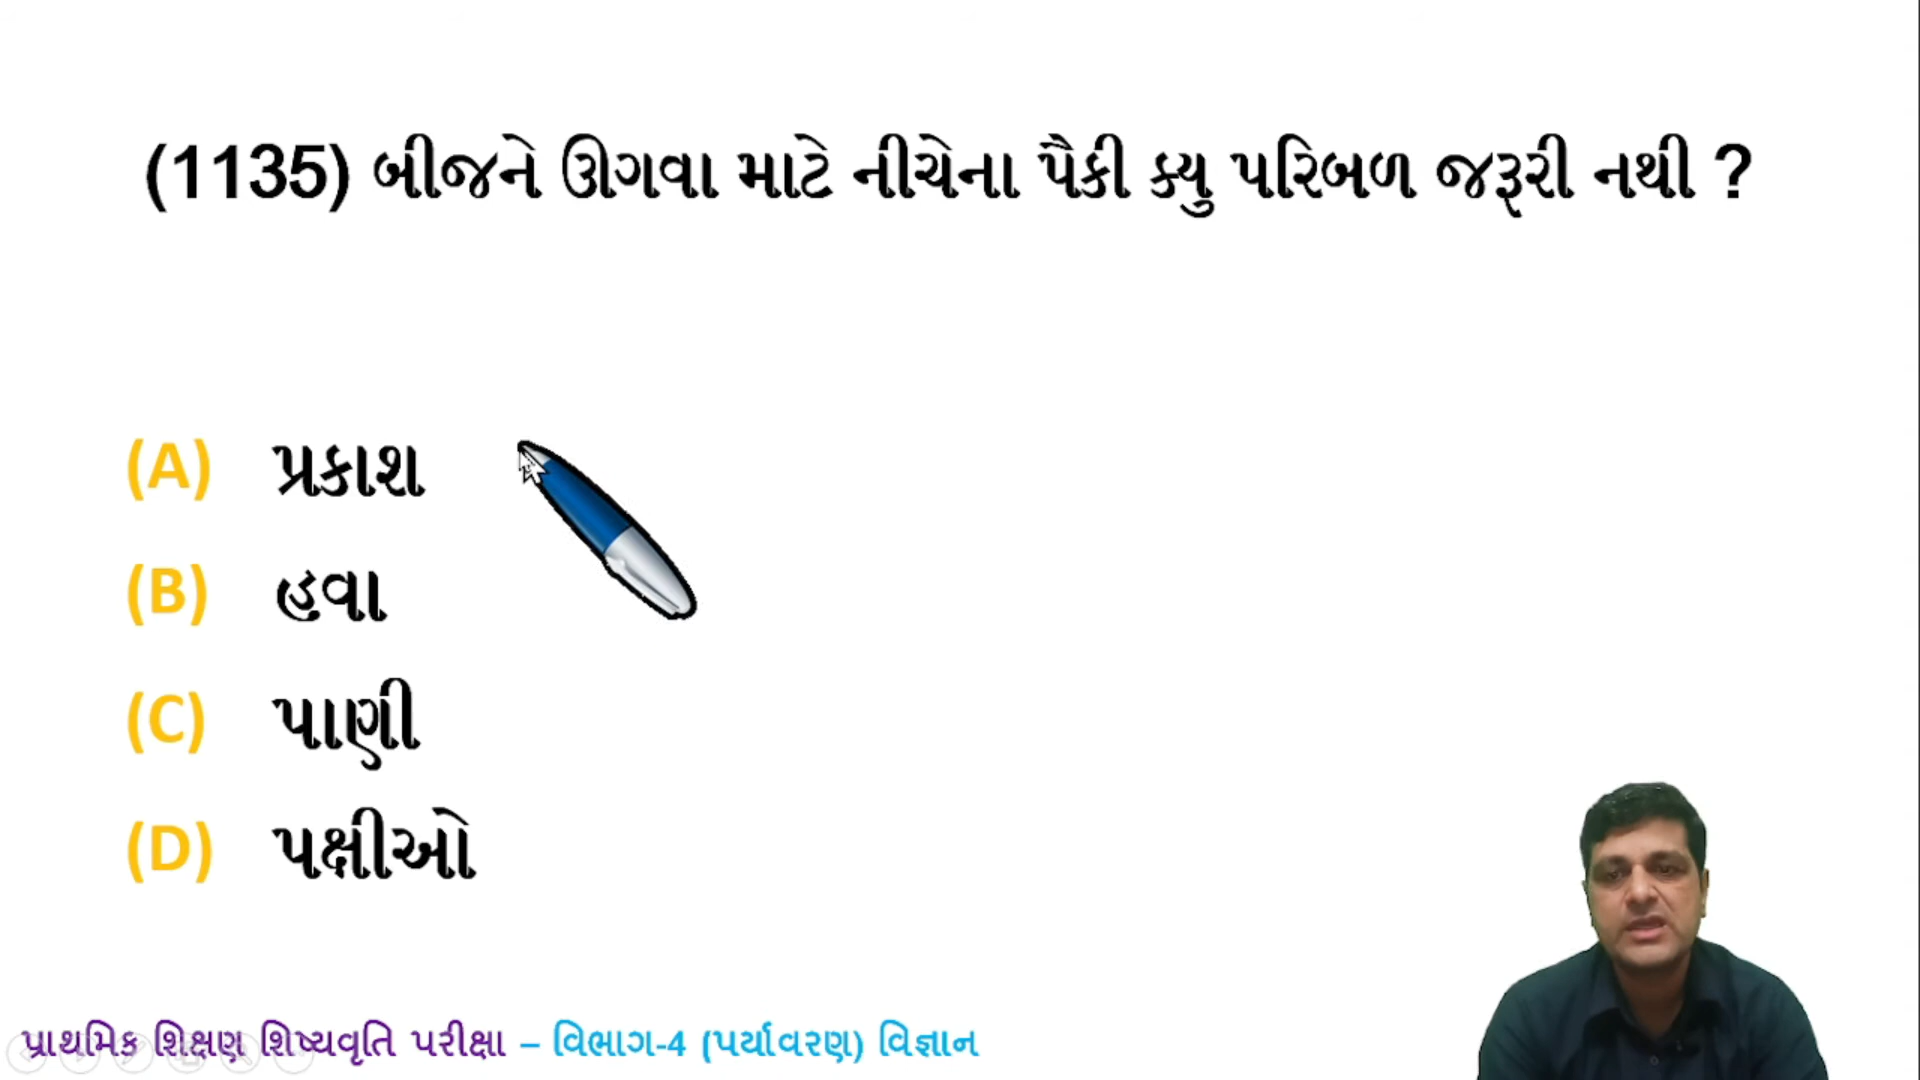 (1135) બીજને ઊગવા માટે નીચેના પૈકી ક્યુ પરિબળ જરૂરી નથી ?
(A) પ્રકાશ
(B) હવા
(C) પાણી
(D) પક્ષીઓ
પ્રાથમિક શિક્ષણ શિષ્યવૃતિ પરીક્ષા – વિભાગ-4 (પર્યાવરણ) વિજ્ઞાન